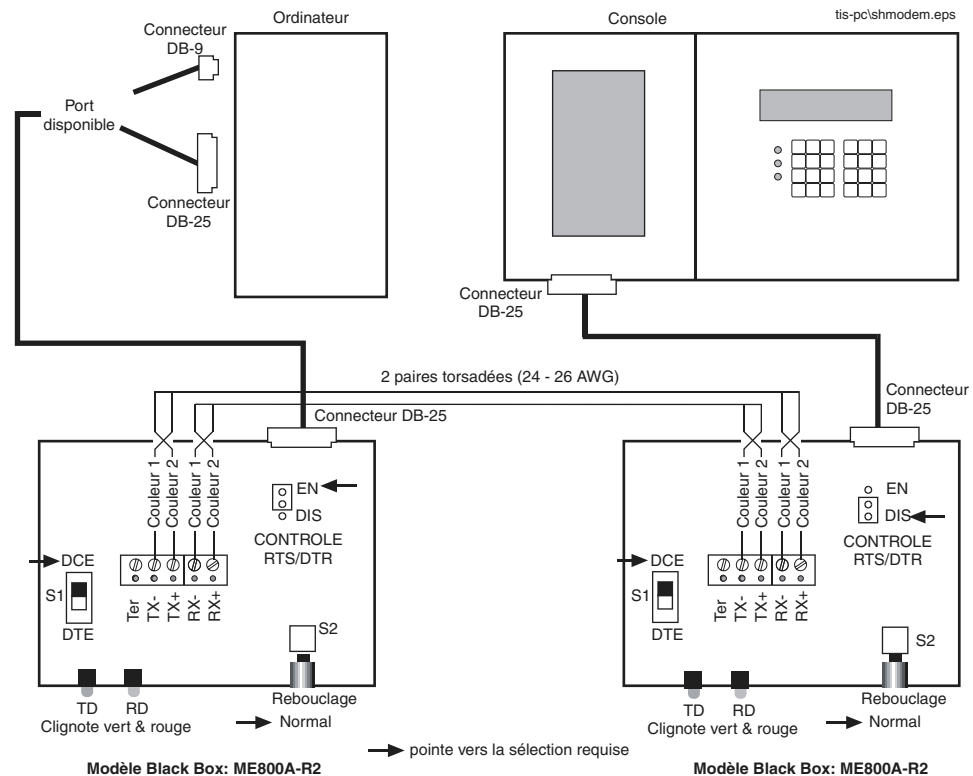 Ordinateur
Console
tis-pc\shmodem.eps
Connecteur
DB-9
Port
disponible
Connecteur
DB-25
Connecteur
DB-25
2 paires torsadées (24 - 26 AWG)
Connecteur DB-25
Connecteur
DB-25
Couleur 1
Couleur 2
Couleur 1
Couleur 2
EN
DIS
CONTROLE
RTS/DTR
DCE
S1
DTE
Ter
TX-
TX+
RX-
RX+
S2
TD
RD
Clignote vert & rouge
Rebouclage
Normal
Couleur 1
Couleur 2
Couleur 1
Couleur 2
EN
DIS
CONTROLE
RTS/DTR
DCE
S1
DTE
Ter
TX-
TX+
RX-
RX+
S2
TD
RD
Clignote vert & rouge
Rebouclage
Normal
pointe vers la sélection requise
Modèle Black Box: ME800A-R2
Modèle Black Box: ME800A-R2